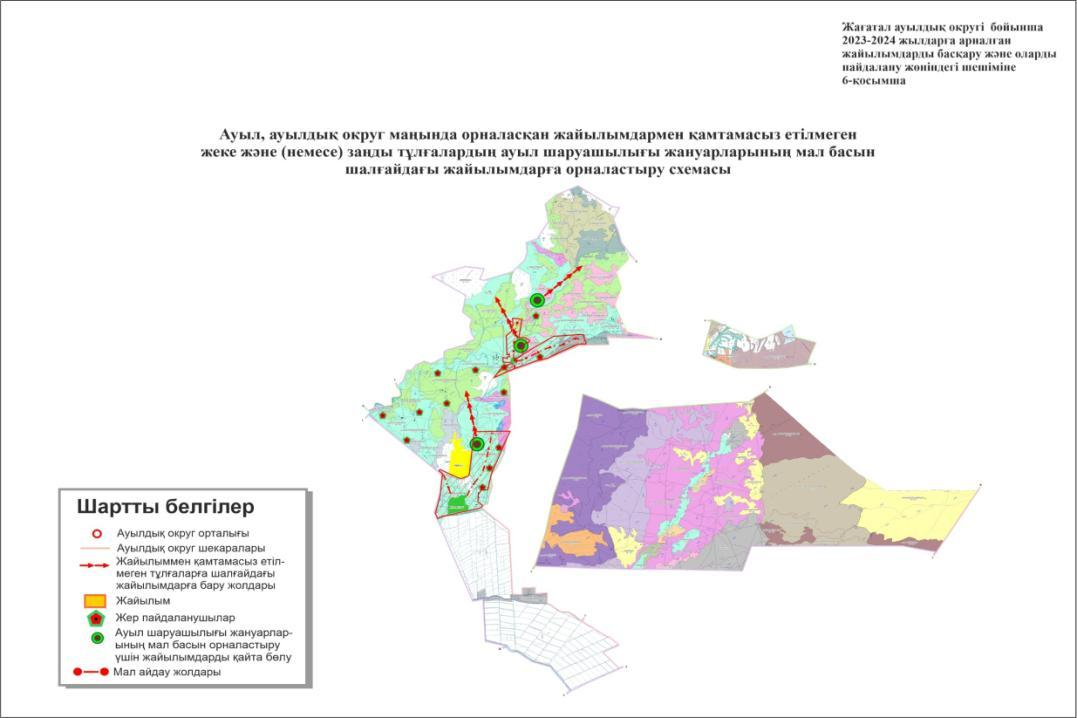 Жағатал ауылдық округі бойынша
2023-2024 жылдарға арналған
жайылымдарды басқару және оларды
пайдалану жөніндегі шешіміне
6-қосымша
Ауыл, ауылдық округ маңында орналасқан жайылымдармен қамтамасыз етілмеген
жеке және (немесе) заңды тұлғалардың ауыл шаруашылығы жануарларының мал басын
шалғайдағы жайылымдарға орналастыру схемасы
Шартты белгілер
Ауылдық округ орталығы
Ауылдық округ шекаралары
Жайылыммен қамтамасыз етіл-
меген тұлғаларға шалғайдағы
жайылымдарға бару жолдары
Жайылым
Жер пайдаланушылар
Ауыл шаруашылығы жануарлар-
ының мал басын орналастыру
үшін жайылымдарды қайта бөлу
Мал айдау жолдары